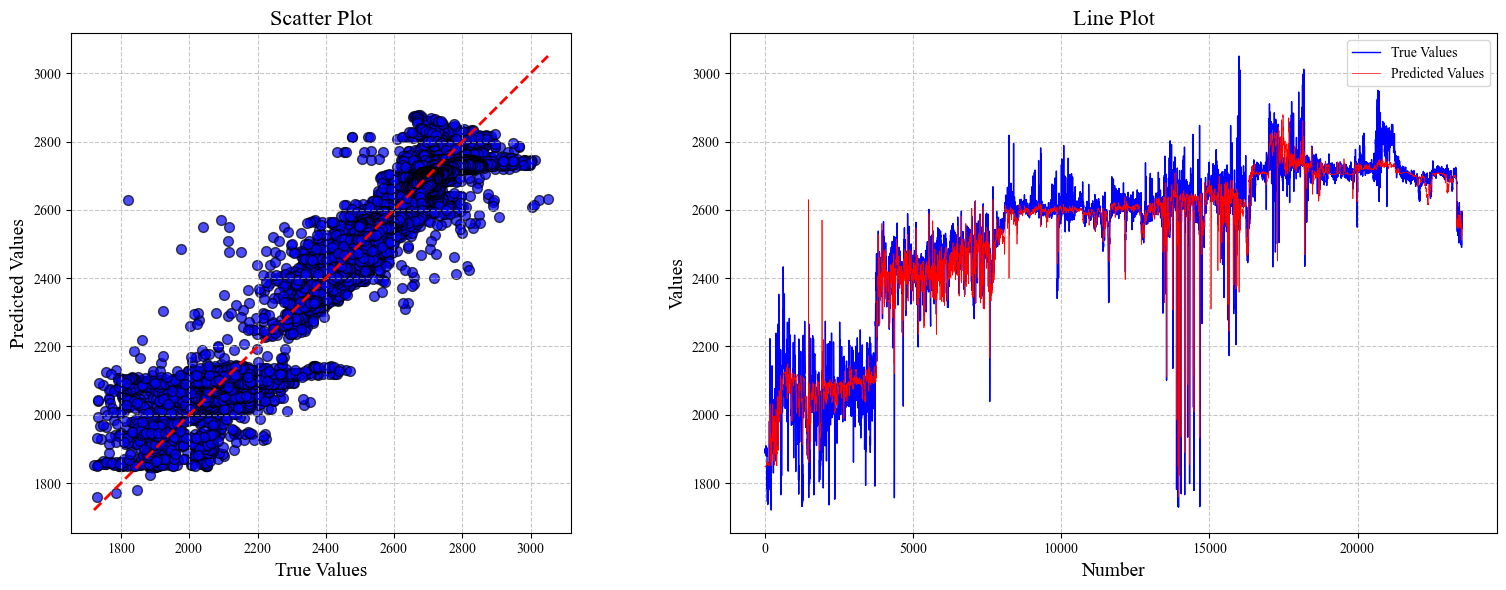 Scatter Plot
Predicted Values
3000
2800
2600
2400
2200
2000
1800
1800 2000 2200 2400 2600 2800 3000
True Values
Line Plot
True Values
Predicted Values
Values
3000
2800
2600
2400
2200
2000
1800
0 5000 10000 15000 20000
Number